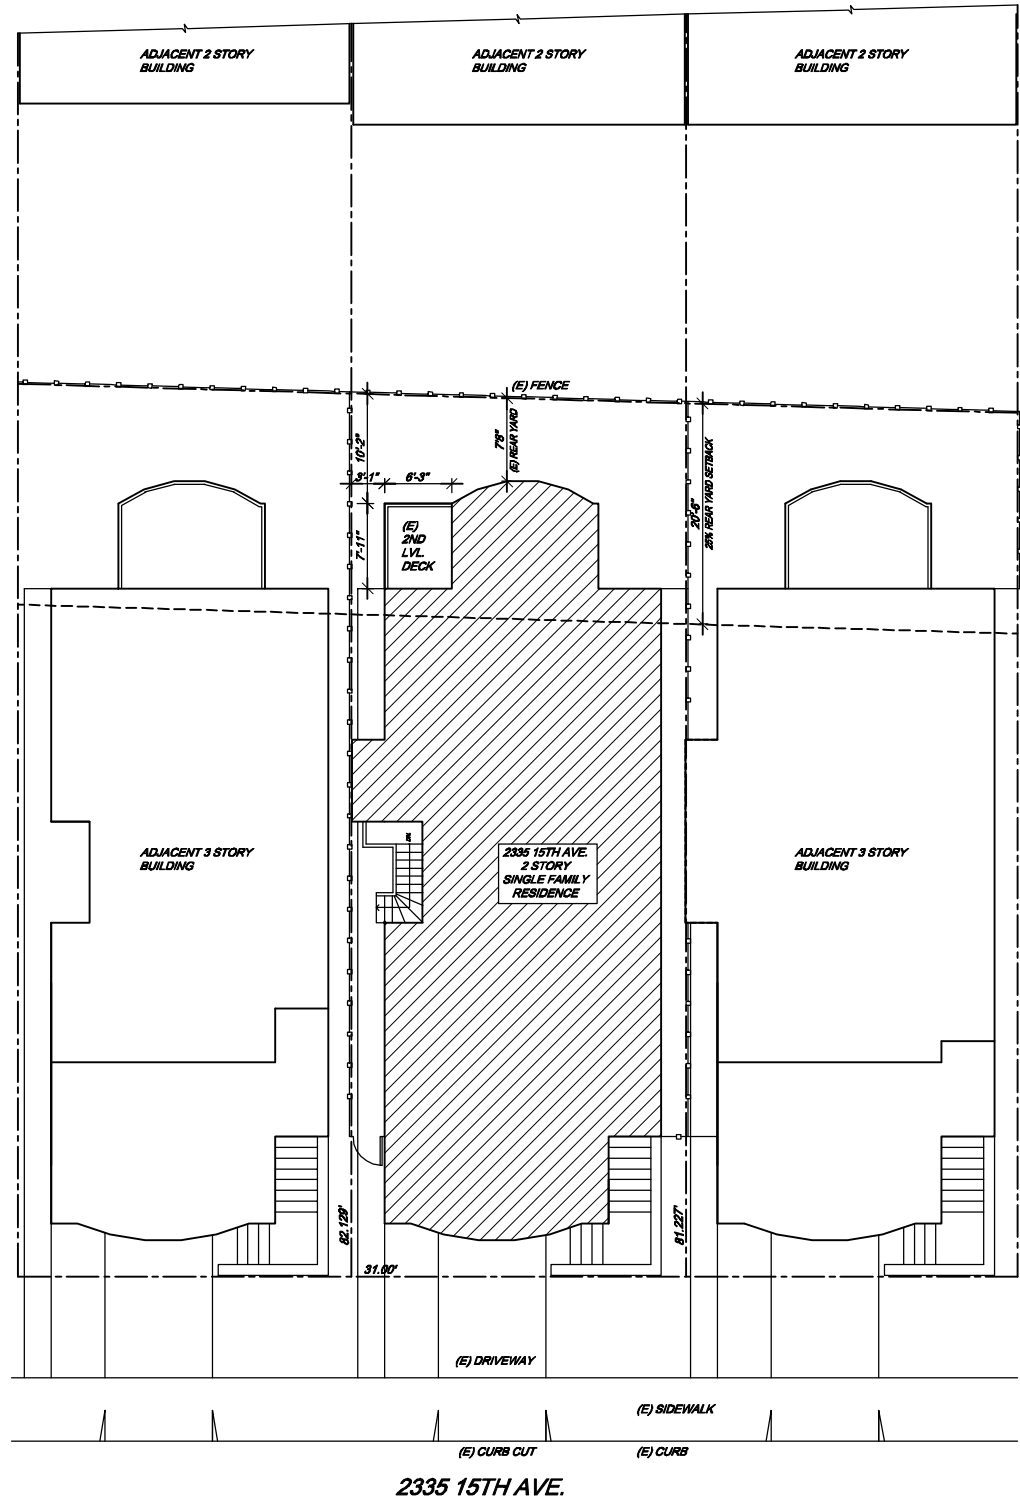 ADJACENT 2 STORY
BUILDING
ADJACENT 2 STORY
BUILDING
ADJACENT 2 STORY
BUILDING
(E) FENCE
10'-2"
7'8"
(E) REAR YARD
3'-1"
6'-3"
20'-6"
25% REAR YARD SETBACK
7'-11"
(E)
2ND
LVL.
DECK
DN.
ADJACENT 3 STORY
BUILDING
2335 15TH AVE.
2 STORY
SINGLE FAMILY
RESIDENCE
ADJACENT 3 STORY
BUILDING
82.129'
81.227'
31.00'
(E) DRIVEWAY
(E) SIDEWALK
(E) CURB CUT
(E) CURB
2335 15TH AVE.